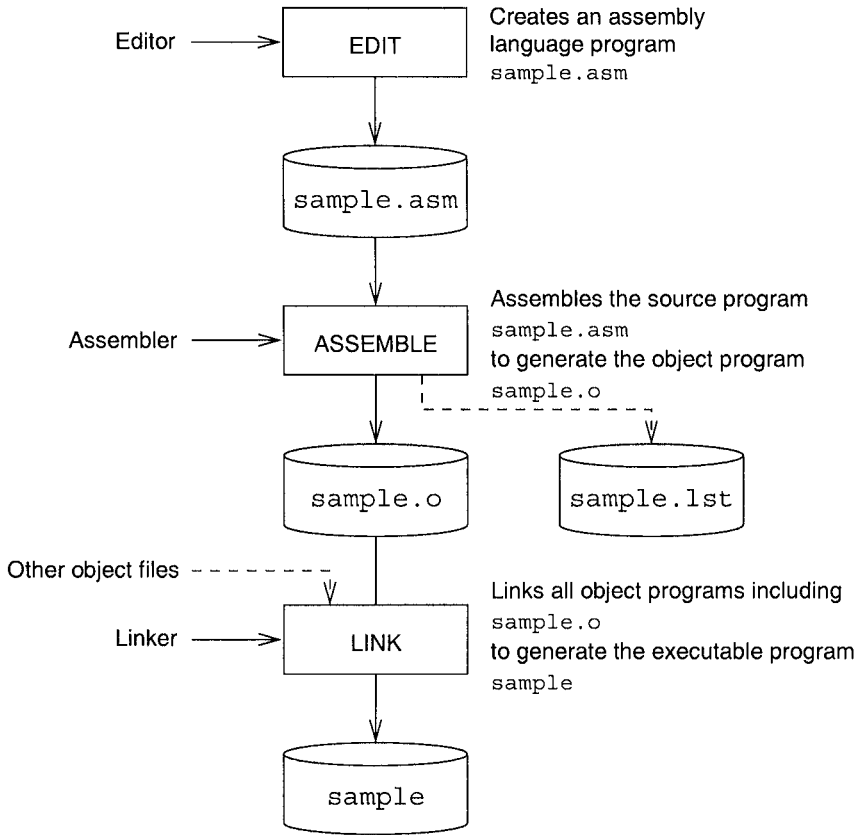 Editor
EDIT
Creates an assembly
language program
sample.asm
sample.asm
Assembler
ASSEMBLE
Assembles the source program
sample.asm
to generate the object program
sample.o
sample.o
sample.lst
Other object files
Linker
LINK
Links all object programs including
sample.o
to generate the executable program
sample
sample